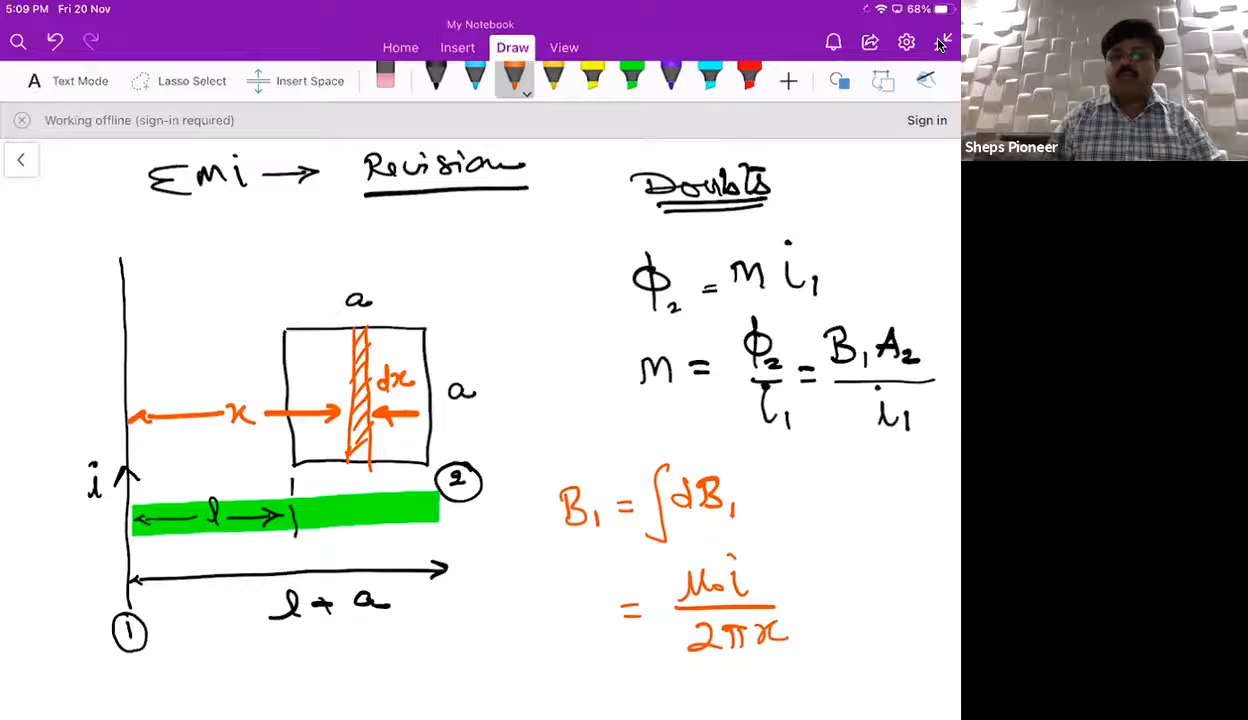 5:09 PM Fri 20 Nov
68%
My Notebook
Home Insert Draw View
A Text Mode Lasso Select Insert Space
Working offline (sign-in required)
Sign in
Sheps Pioneer
EMi → Revision
Doubts
ϕ₂ = m i₁
m = ϕ₂/i₁ = B₁A₂/i₁
a
dx
a
x
i
2
l
l + a
1
B₁ = ∫dB₁
= μ₀i/2πx